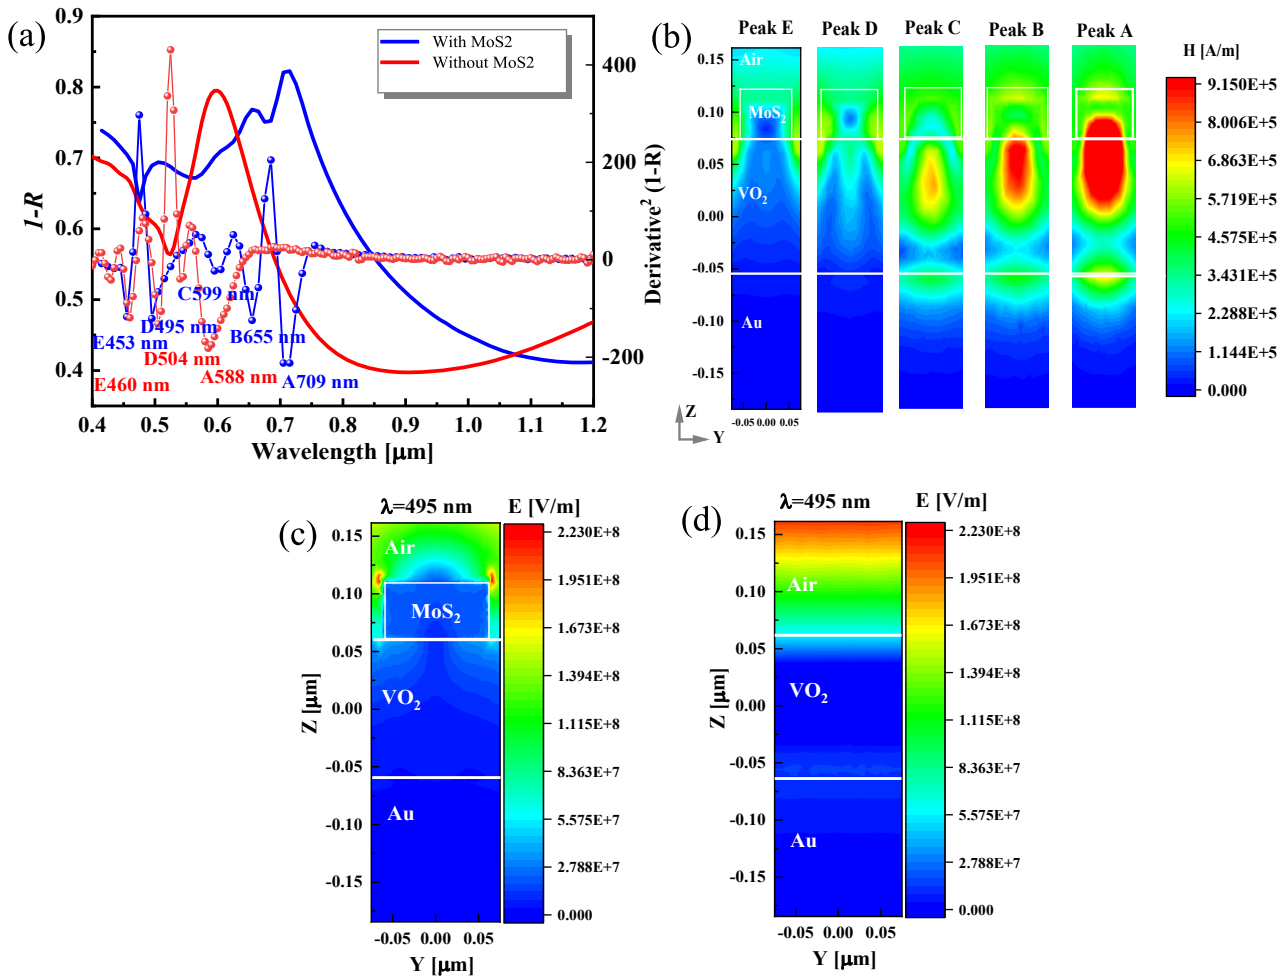 (a)
0.9
0.8
0.7
0.6
0.5
0.4
1-R
With MoS2
Without MoS2
400
200
0
-200
Derivative² (1-R)
C599 nm
D495 nm
B655 nm
E453 nm
D504 nm
A588 nm
A709 nm
E460 nm
0.4 0.5 0.6 0.7 0.8 0.9 1.0 1.1 1.2
Wavelength [μm]
(b)
Peak E Peak D Peak C Peak B Peak A
H [A/m]
0.15
0.10
0.05
0.00
-0.05
-0.10
-0.15
Air
MoS₂
VO₂
Au
-0.05 0.00 0.05
Z
Y
9.150E+5
8.006E+5
6.863E+5
5.719E+5
4.575E+5
3.431E+5
2.288E+5
1.144E+5
0.000
(c)
λ=495 nm E [V/m]
0.15
0.10
0.05
0.00
-0.05
-0.10
-0.15
Z [μm]
Air
MoS₂
VO₂
Au
-0.05 0.00 0.05
Y [μm]
2.230E+8
1.951E+8
1.673E+8
1.394E+8
1.115E+8
8.363E+7
5.575E+7
2.788E+7
0.000
(d)
λ=495 nm E [V/m]
0.15
0.10
0.05
0.00
-0.05
-0.10
-0.15
Z [μm]
Air
VO₂
Au
-0.05 0.00 0.05
Y [μm]
2.230E+8
1.951E+8
1.673E+8
1.394E+8
1.115E+8
8.363E+7
5.575E+7
2.788E+7
0.000